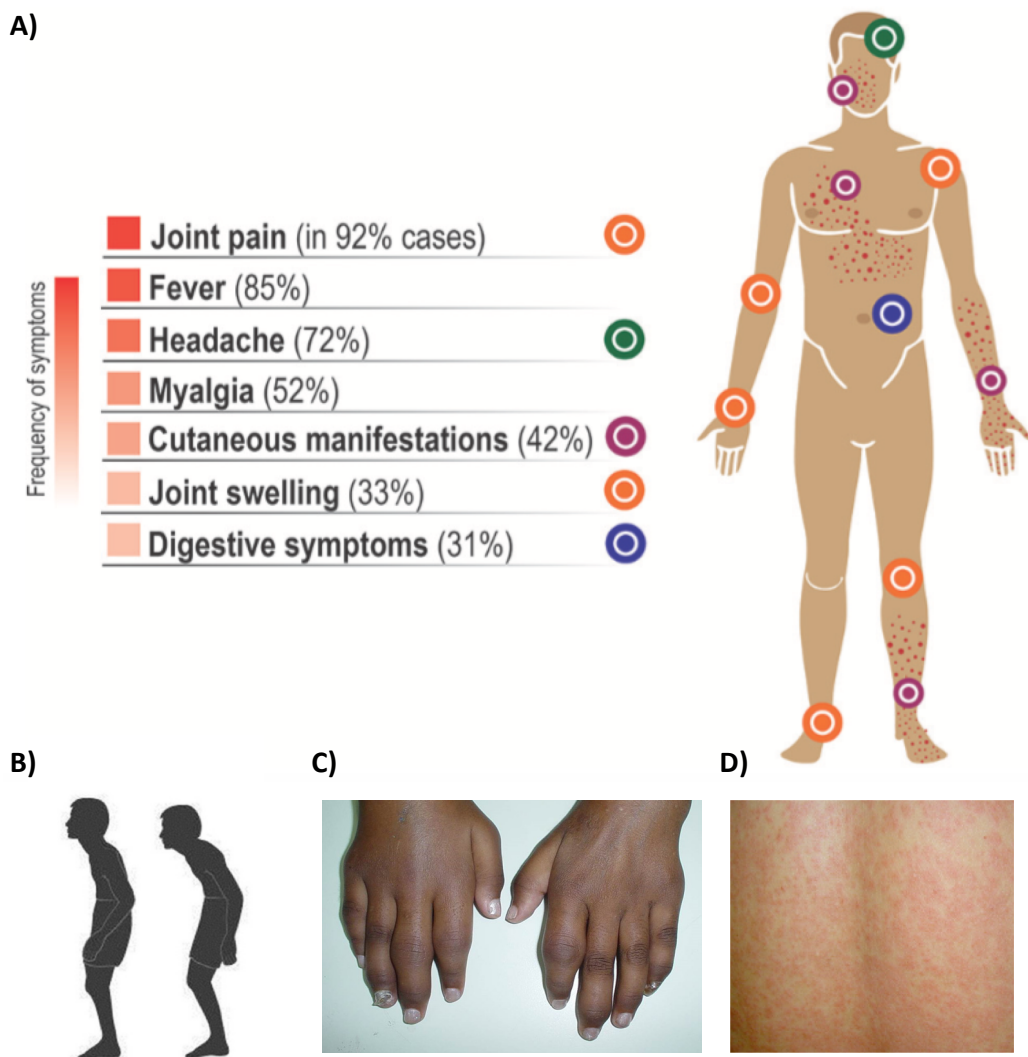 A)
Frequency of symptoms
Joint pain (in 92% cases)
Fever (85%)
Headache (72%)
Myalgia (52%)
Cutaneous manifestations (42%)
Joint swelling (33%)
Digestive symptoms (31%)
B)
C)
D)